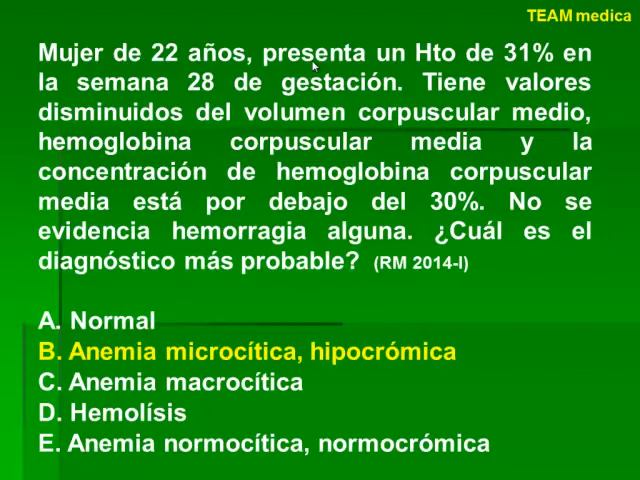 TEAM medica
Mujer de 22 años, presenta un Hto de 31% en
la semana 28 de gestación. Tiene valores
disminuidos del volumen corpuscular medio,
hemoglobina corpuscular media y la
concentración de hemoglobina corpuscular
media está por debajo del 30%. No se
evidencia hemorragia alguna. ¿Cuál es el
diagnóstico más probable? (RM 2014-I)
A. Normal
B. Anemia microcítica, hipocrómica
C. Anemia macrocítica
D. Hemolísis
E. Anemia normocítica, normocrómica